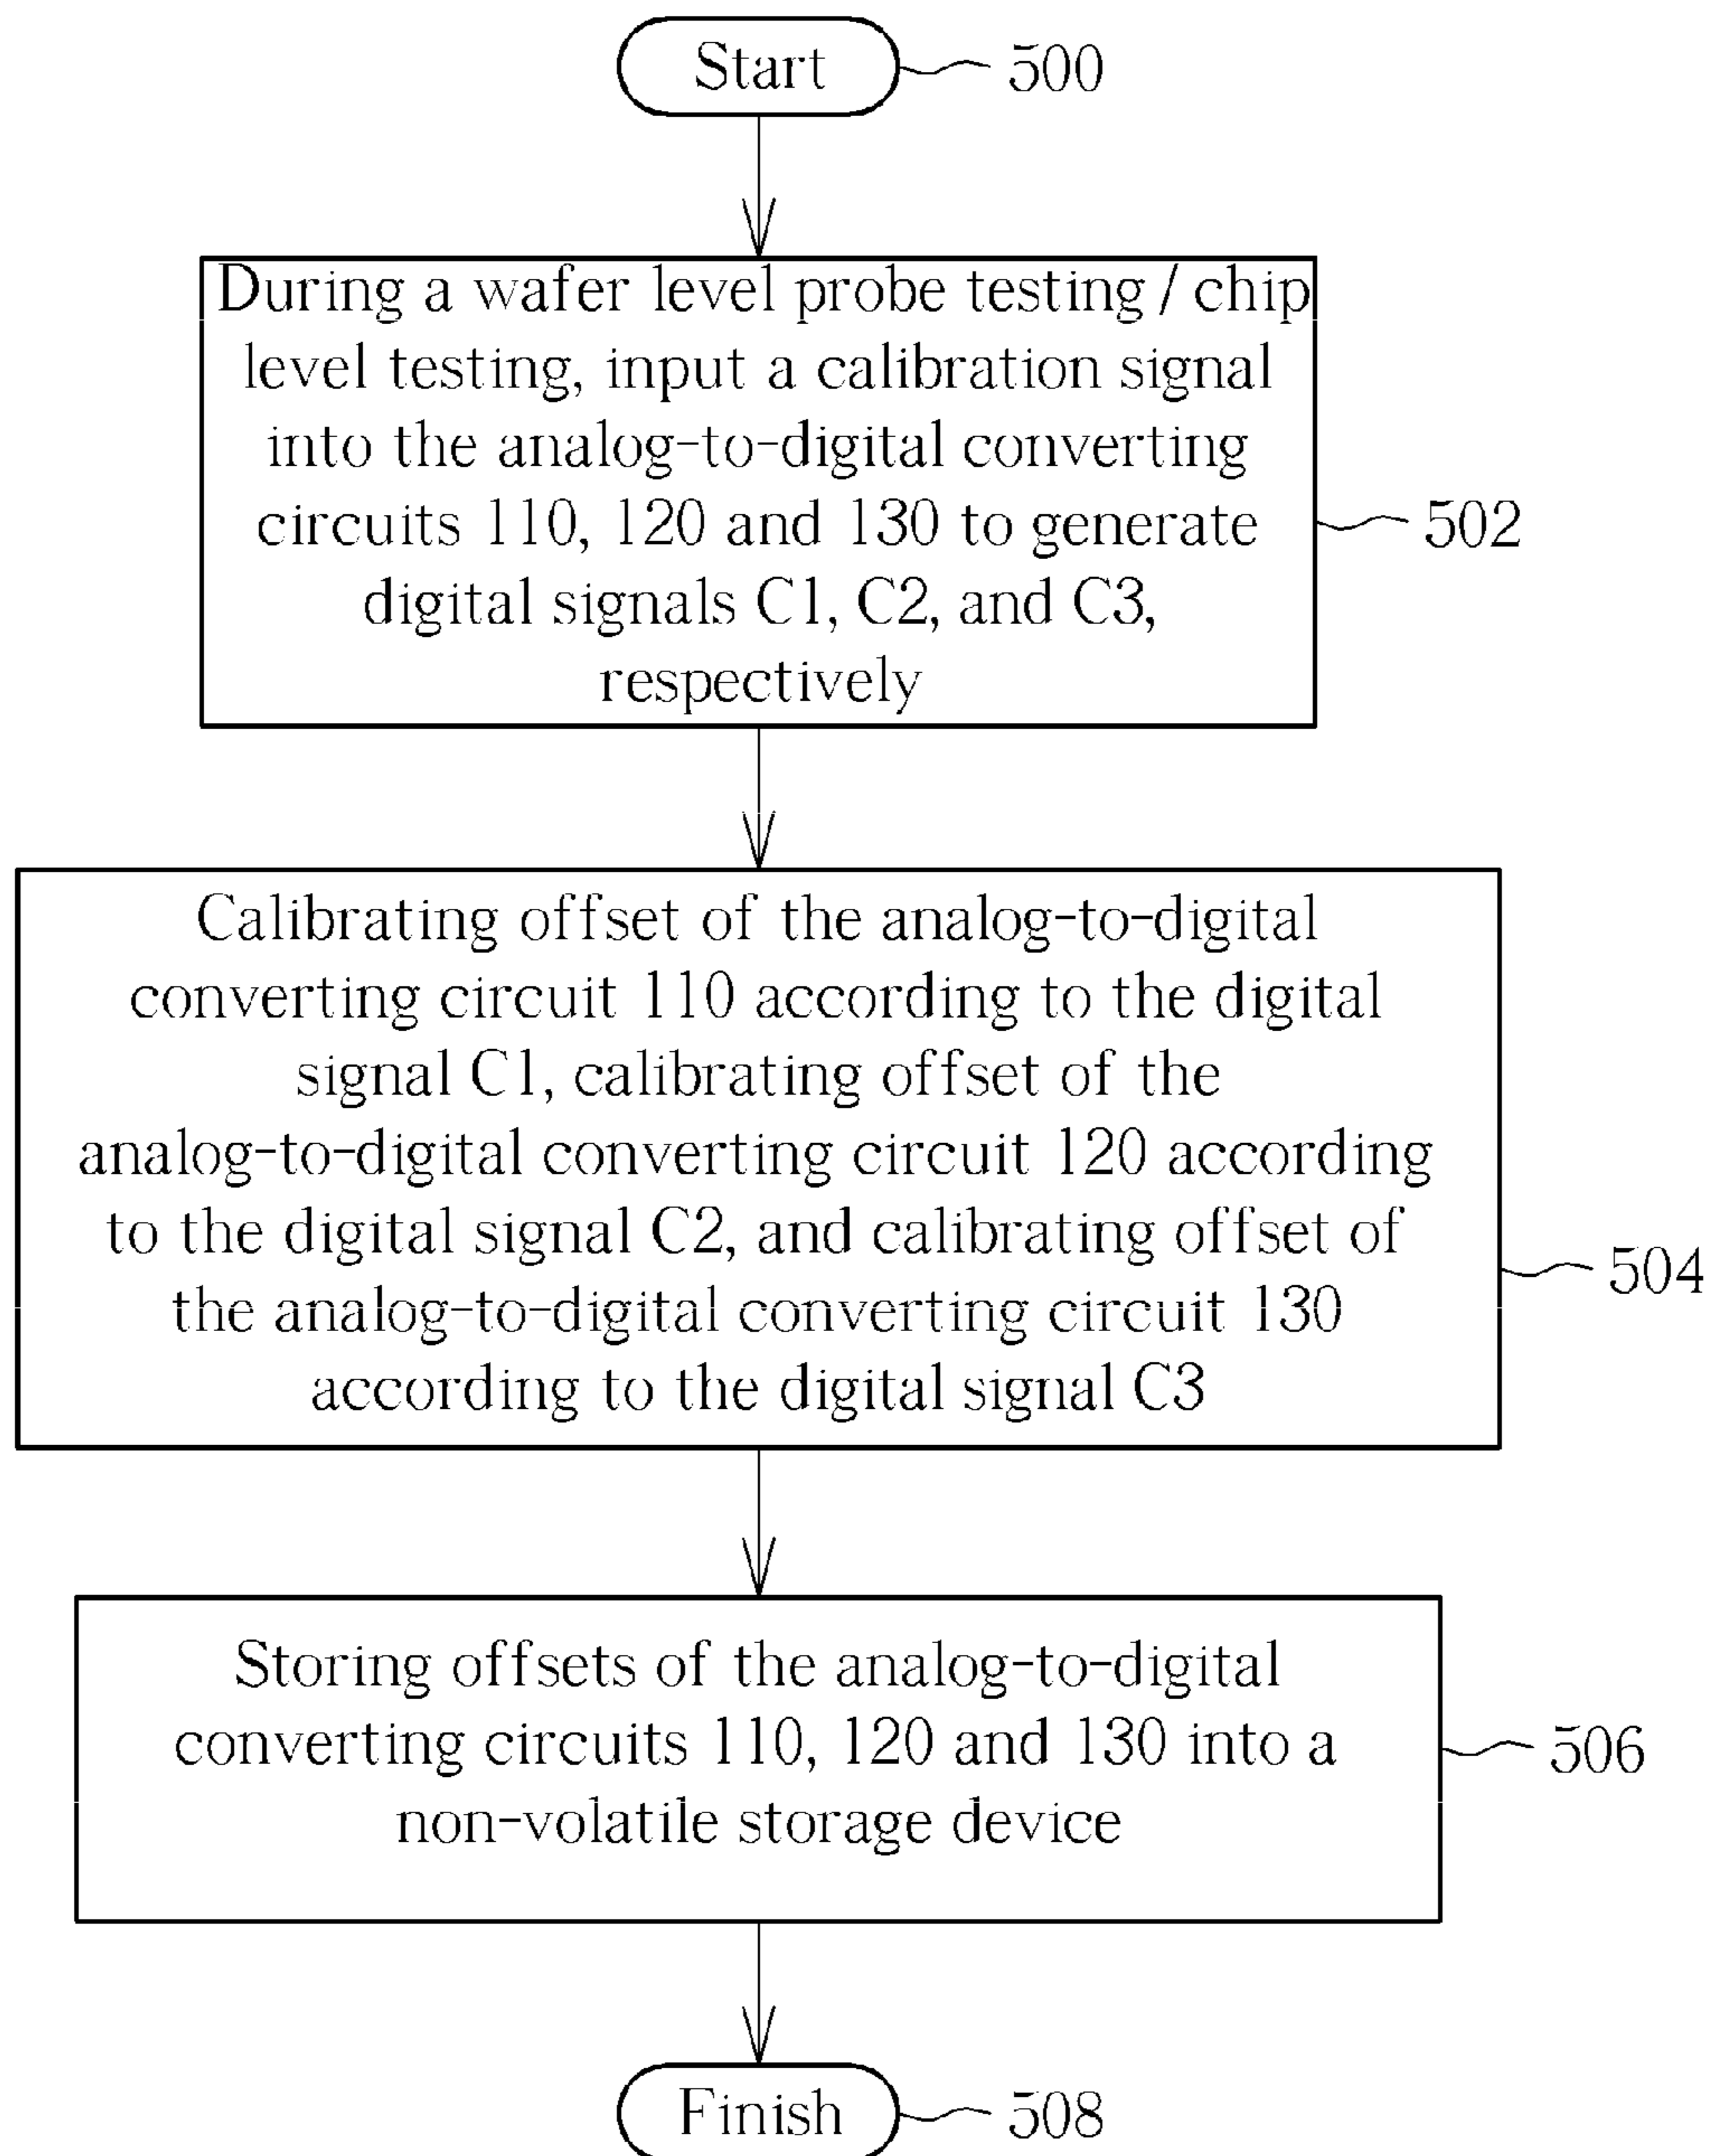 Start
500
During a wafer level probe testing / chip
level testing, input a calibration signal
into the analog-to-digital converting
circuits 110, 120 and 130 to generate
digital signals C1, C2, and C3,
respectively
502
Calibrating offset of the analog-to-digital
converting circuit 110 according to the digital
signal C1, calibrating offset of the
analog-to-digital converting circuit 120 according
to the digital signal C2, and calibrating offset of
the analog-to-digital converting circuit 130
according to the digital signal C3
504
Storing offsets of the analog-to-digital
converting circuits 110, 120 and 130 into a
non-volatile storage device
506
Finish
508